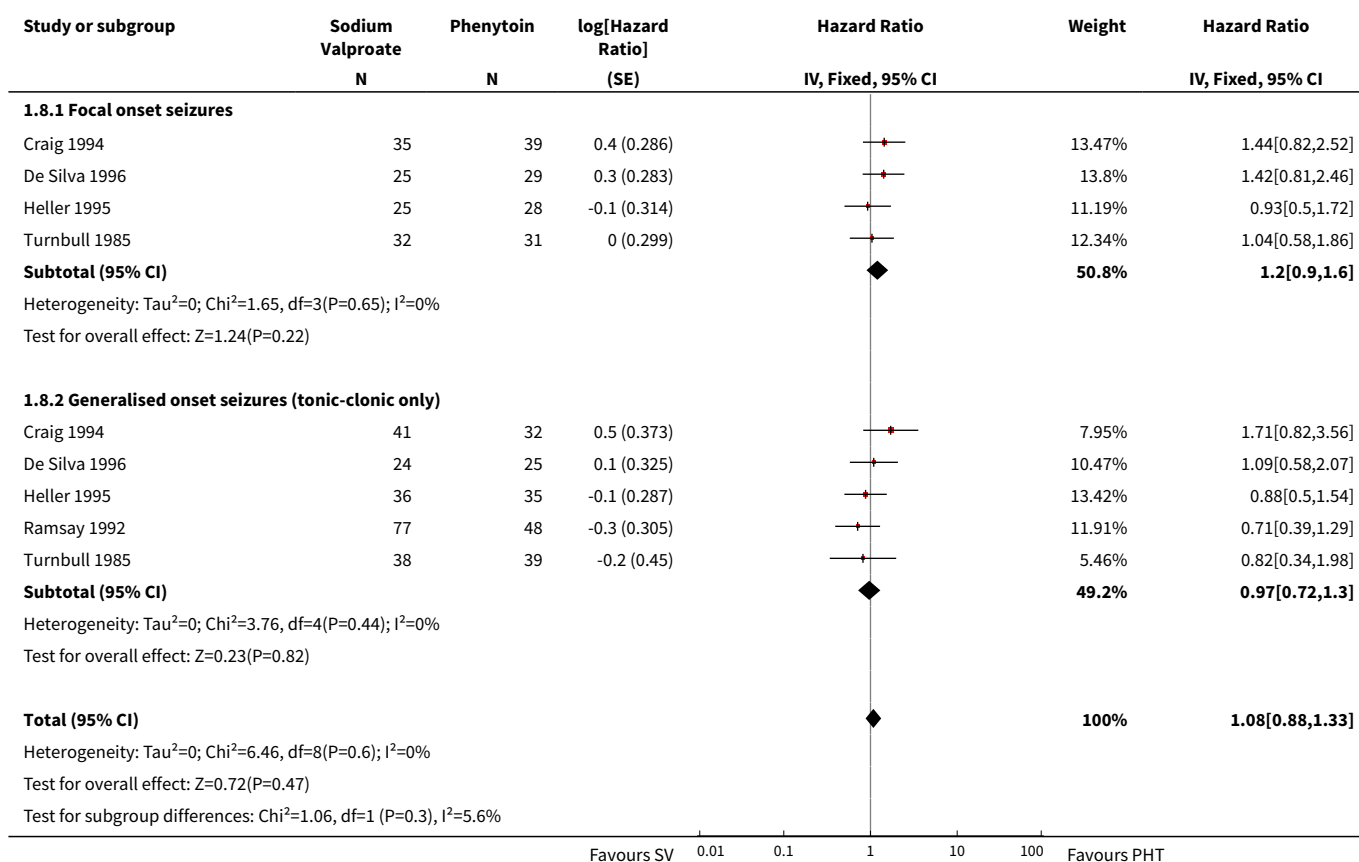 Study or subgroup Sodium Valproate Phenytoin log[Hazard Ratio] Hazard Ratio Weight Hazard Ratio
N N (SE) IV, Fixed, 95% CI IV, Fixed, 95% CI
1.8.1 Focal onset seizures
Craig 1994 35 39 0.4 (0.286) 13.47% 1.44[0.82,2.52]
De Silva 1996 25 29 0.3 (0.283) 13.8% 1.42[0.81,2.46]
Heller 1995 25 28 -0.1 (0.314) 11.19% 0.93[0.5,1.72]
Turnbull 1985 32 31 0 (0.299) 12.34% 1.04[0.58,1.86]
Subtotal (95% CI) 50.8% 1.2[0.9,1.6]
Heterogeneity: Tau²=0; Chi²=1.65, df=3(P=0.65); I²=0%
Test for overall effect: Z=1.24(P=0.22)
1.8.2 Generalised onset seizures (tonic-clonic only)
Craig 1994 41 32 0.5 (0.373) 7.95% 1.71[0.82,3.56]
De Silva 1996 24 25 0.1 (0.325) 10.47% 1.09[0.58,2.07]
Heller 1995 36 35 -0.1 (0.287) 13.42% 0.88[0.5,1.54]
Ramsay 1992 77 48 -0.3 (0.305) 11.91% 0.71[0.39,1.29]
Turnbull 1985 38 39 -0.2 (0.45) 5.46% 0.82[0.34,1.98]
Subtotal (95% CI) 49.2% 0.97[0.72,1.3]
Heterogeneity: Tau²=0; Chi²=3.76, df=4(P=0.44); I²=0%
Test for overall effect: Z=0.23(P=0.82)
Total (95% CI) 100% 1.08[0.88,1.33]
Heterogeneity: Tau²=0; Chi²=6.46, df=8(P=0.6); I²=0%
Test for overall effect: Z=0.72(P=0.47)
Test for subgroup differences: Chi²=1.06, df=1 (P=0.3), I²=5.6%
Favours SV 0.01 0.1 1 10 100 Favours PHT